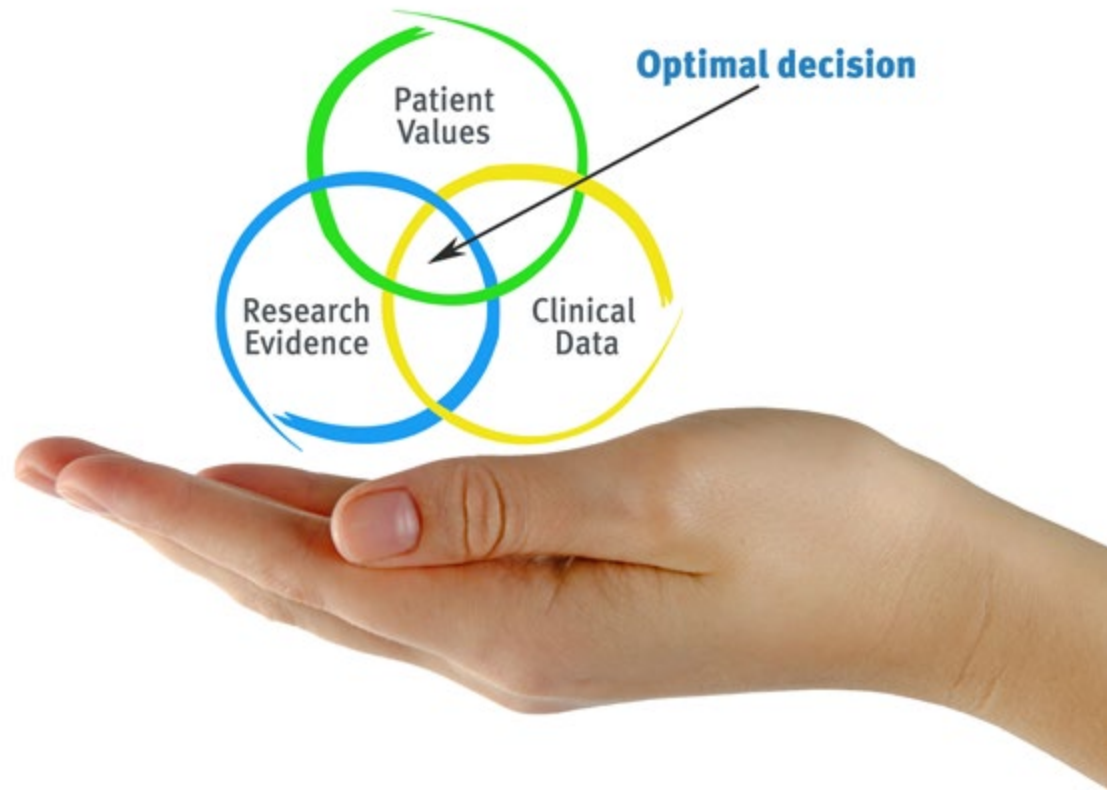 Optimal decision
Patient
Values
Research
Evidence
Clinical
Data